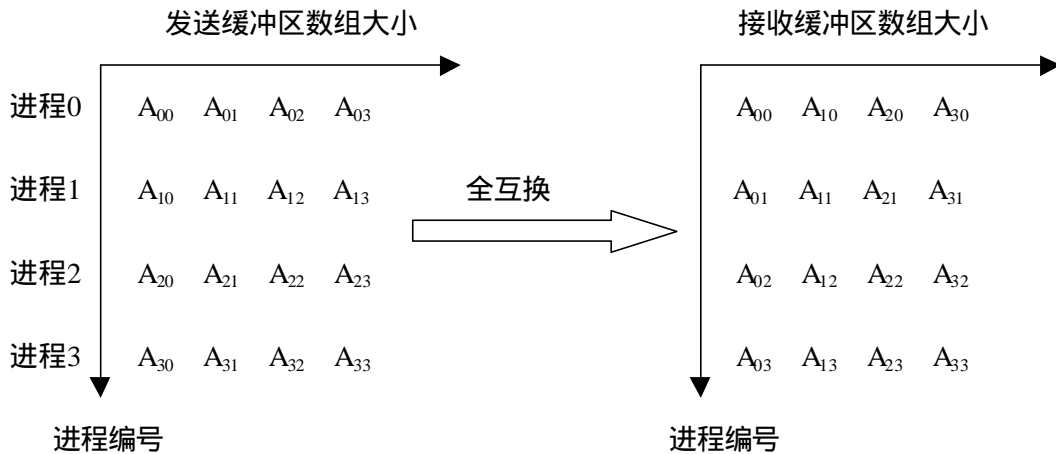 发送缓冲区数组大小 接收缓冲区数组大小
进程0 A00 A01 A02 A03 A00 A10 A20 A30
进程1 A10 A11 A12 A13 全互换 A01 A11 A21 A31
进程2 A20 A21 A22 A23 A02 A12 A22 A32
进程3 A30 A31 A32 A33 A03 A13 A23 A33
进程编号 进程编号